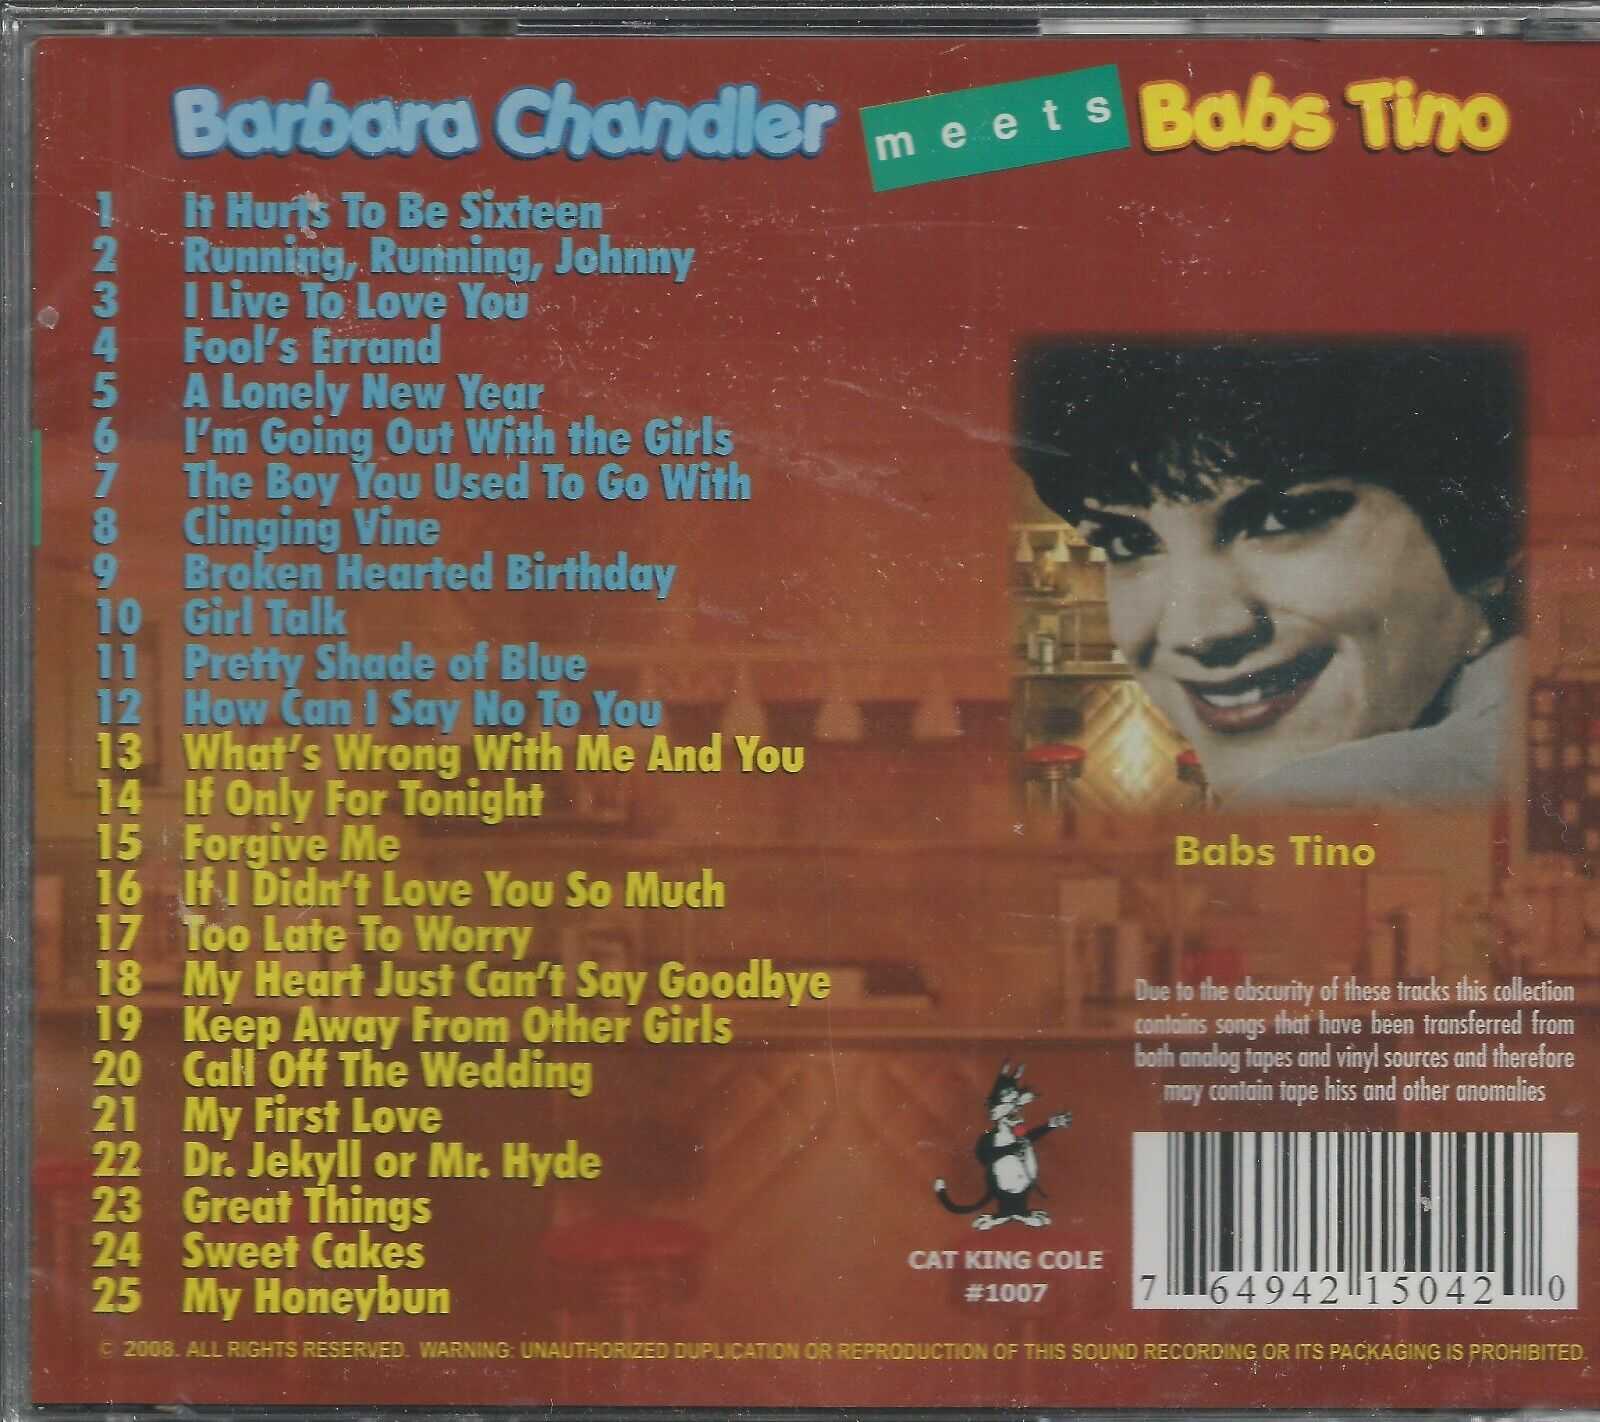 Barbara Chandler meets Babs Tino
1 It Hurts To Be Sixteen
2 Running, Running, Johnny
3 I Live To Love You
4 Fool's Errand
5 A Lonely New Year
6 I'm Going Out With the Girls
7 The Boy You Used To Go With
8 Clinging Vine
9 Broken Hearted Birthday
10 Girl Talk
11 Pretty Shade of Blue
12 How Can I Say No To You
13 What's Wrong With Me And You
14 If Only For Tonight
15 Forgive Me
16 If I Didn't Love You So Much
17 Too Late To Worry
18 My Heart Just Can't Say Goodbye
19 Keep Away From Other Girls
20 Call Off The Wedding
21 My First Love
22 Dr. Jekyll or Mr. Hyde
23 Great Things
24 Sweet Cakes
25 My Honeybun
Babs Tino
Due to the obscurity of these tracks this collection
contains songs that have been transferred from
both analog tapes and vinyl sources and therefore
may contain tape hiss and other anomalies
CAT KING COLE
#1007
7 64942 15042 0
© 2008. ALL RIGHTS RESERVED. WARNING: UNAUTHORIZED DUPLICATION OR REPRODUCTION OF THIS SOUND RECORDING OR ITS PACKAGING IS PROHIBITED.